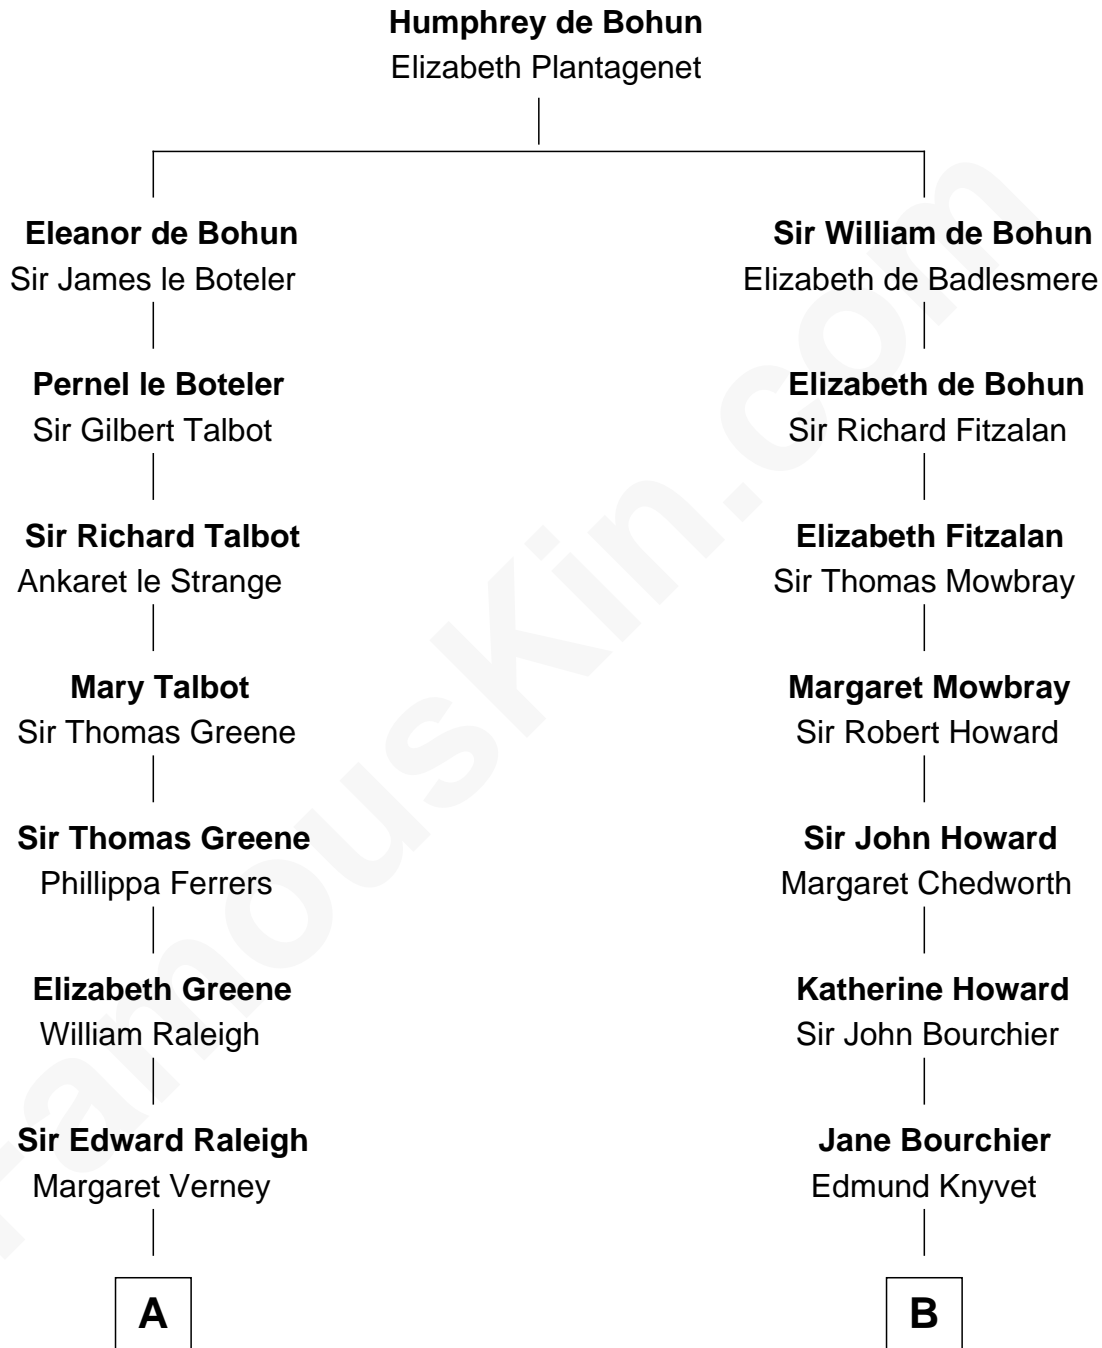 Humphrey de Bohun
Elizabeth Plantagenet
Eleanor de Bohun
Sir James le Boteler
Sir William de Bohun
Elizabeth de Badlesmere
Pernel le Boteler
Sir Gilbert Talbot
Elizabeth de Bohun
Sir Richard Fitzalan
Sir Richard Talbot
Ankaret le Strange
Elizabeth Fitzalan
Sir Thomas Mowbray
Mary Talbot
Sir Thomas Greene
Margaret Mowbray
Sir Robert Howard
Sir Thomas Greene
Phillippa Ferrers
Sir John Howard
Margaret Chedworth
Elizabeth Greene
William Raleigh
Katherine Howard
Sir John Bourchier
Sir Edward Raleigh
Margaret Verney
Jane Bourchier
Edmund Knyvet
A
B
FamousKin.com